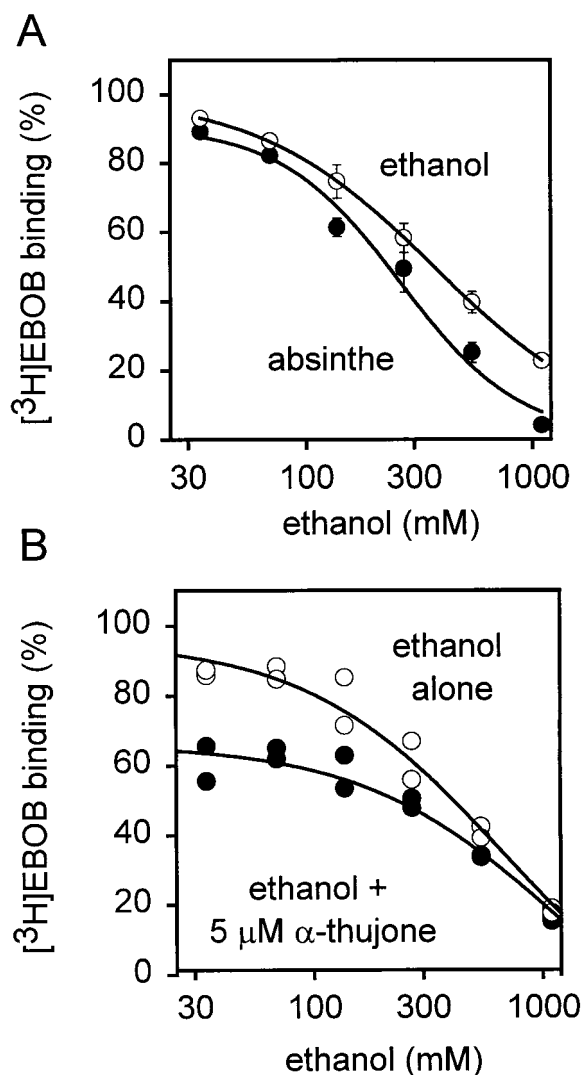 A
[³H]EBOB binding (%)
100
80
60
40
20
0
ethanol
absinthe
30
100
300
1000
ethanol (mM)
B
[³H]EBOB binding (%)
100
80
60
40
20
0
ethanol
alone
ethanol +
5 μM α-thujone
30
100
300
1000
ethanol (mM)